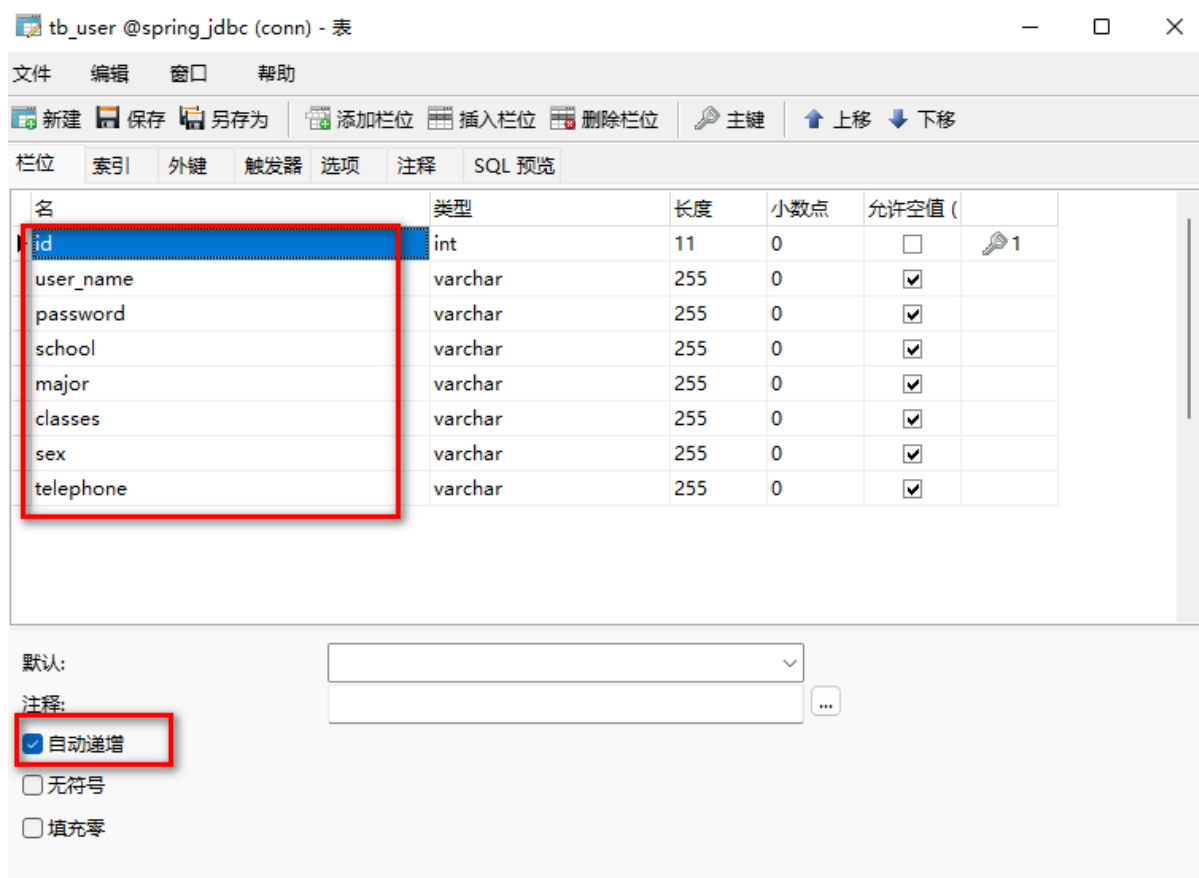 tb_user @spring_jdbc (conn) - 表
文件 编辑 窗口 帮助
新建 保存 另存为 添加栏位 插入栏位 删除栏位 主键 上移 下移
栏位 索引 外键 触发器 选项 注释 SQL 预览
名 类型 长度 小数点 允许空值 (
id int 11 0 1
user_name varchar 255 0
password varchar 255 0
school varchar 255 0
major varchar 255 0
classes varchar 255 0
sex varchar 255 0
telephone varchar 255 0
默认:
注释:
...
自动递增
无符号
填充零